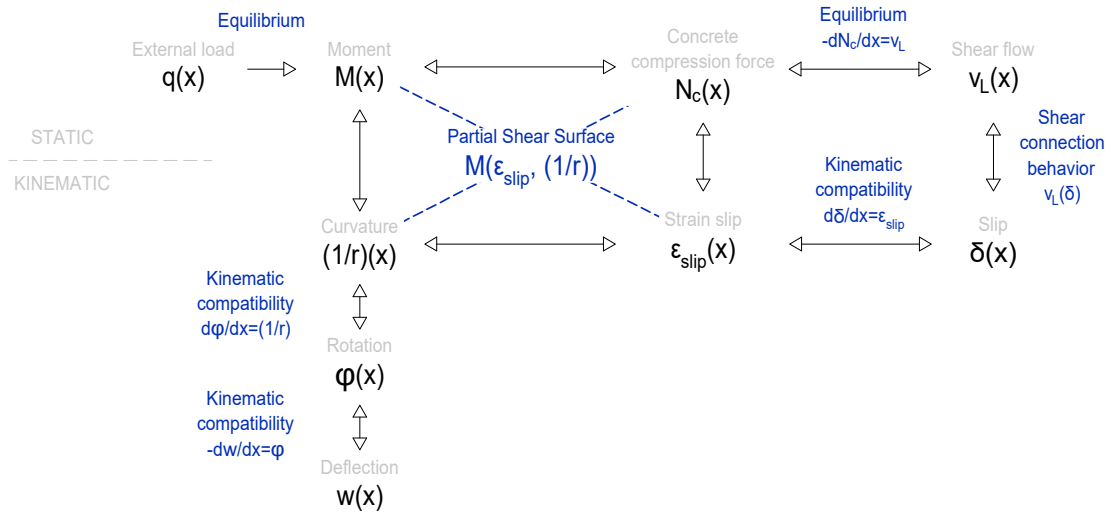 Equilibrium
External load
q(x)
Moment
M(x)
Concrete
compression force
N_c(x)
Equilibrium
-dN_c/dx=v_L
Shear flow
v_L(x)
STATIC
KINEMATIC
Partial Shear Surface
M(ε_slip, (1/r))
Shear
connection
behavior
v_L(δ)
Kinematic
compatibility
dδ/dx=ε_slip
Curvature
(1/r)(x)
Strain slip
ε_slip(x)
Slip
δ(x)
Kinematic
compatibility
dφ/dx=(1/r)
Rotation
φ(x)
Kinematic
compatibility
-dw/dx=φ
Deflection
w(x)